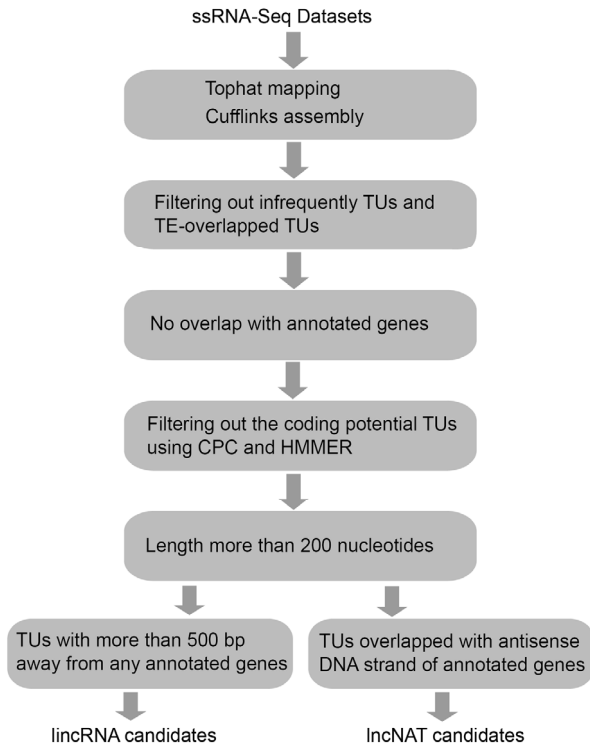 ssRNA-Seq Datasets
Tophat mapping
Cufflinks assembly
Filtering out infrequently TUs and
TE-overlapped TUs
No overlap with annotated genes
Filtering out the coding potential TUs
using CPC and HMMER
Length more than 200 nucleotides
TUs with more than 500 bp
away from any annotated genes
TUs overlapped with antisense
DNA strand of annotated genes
lincRNA candidates
lncNAT candidates